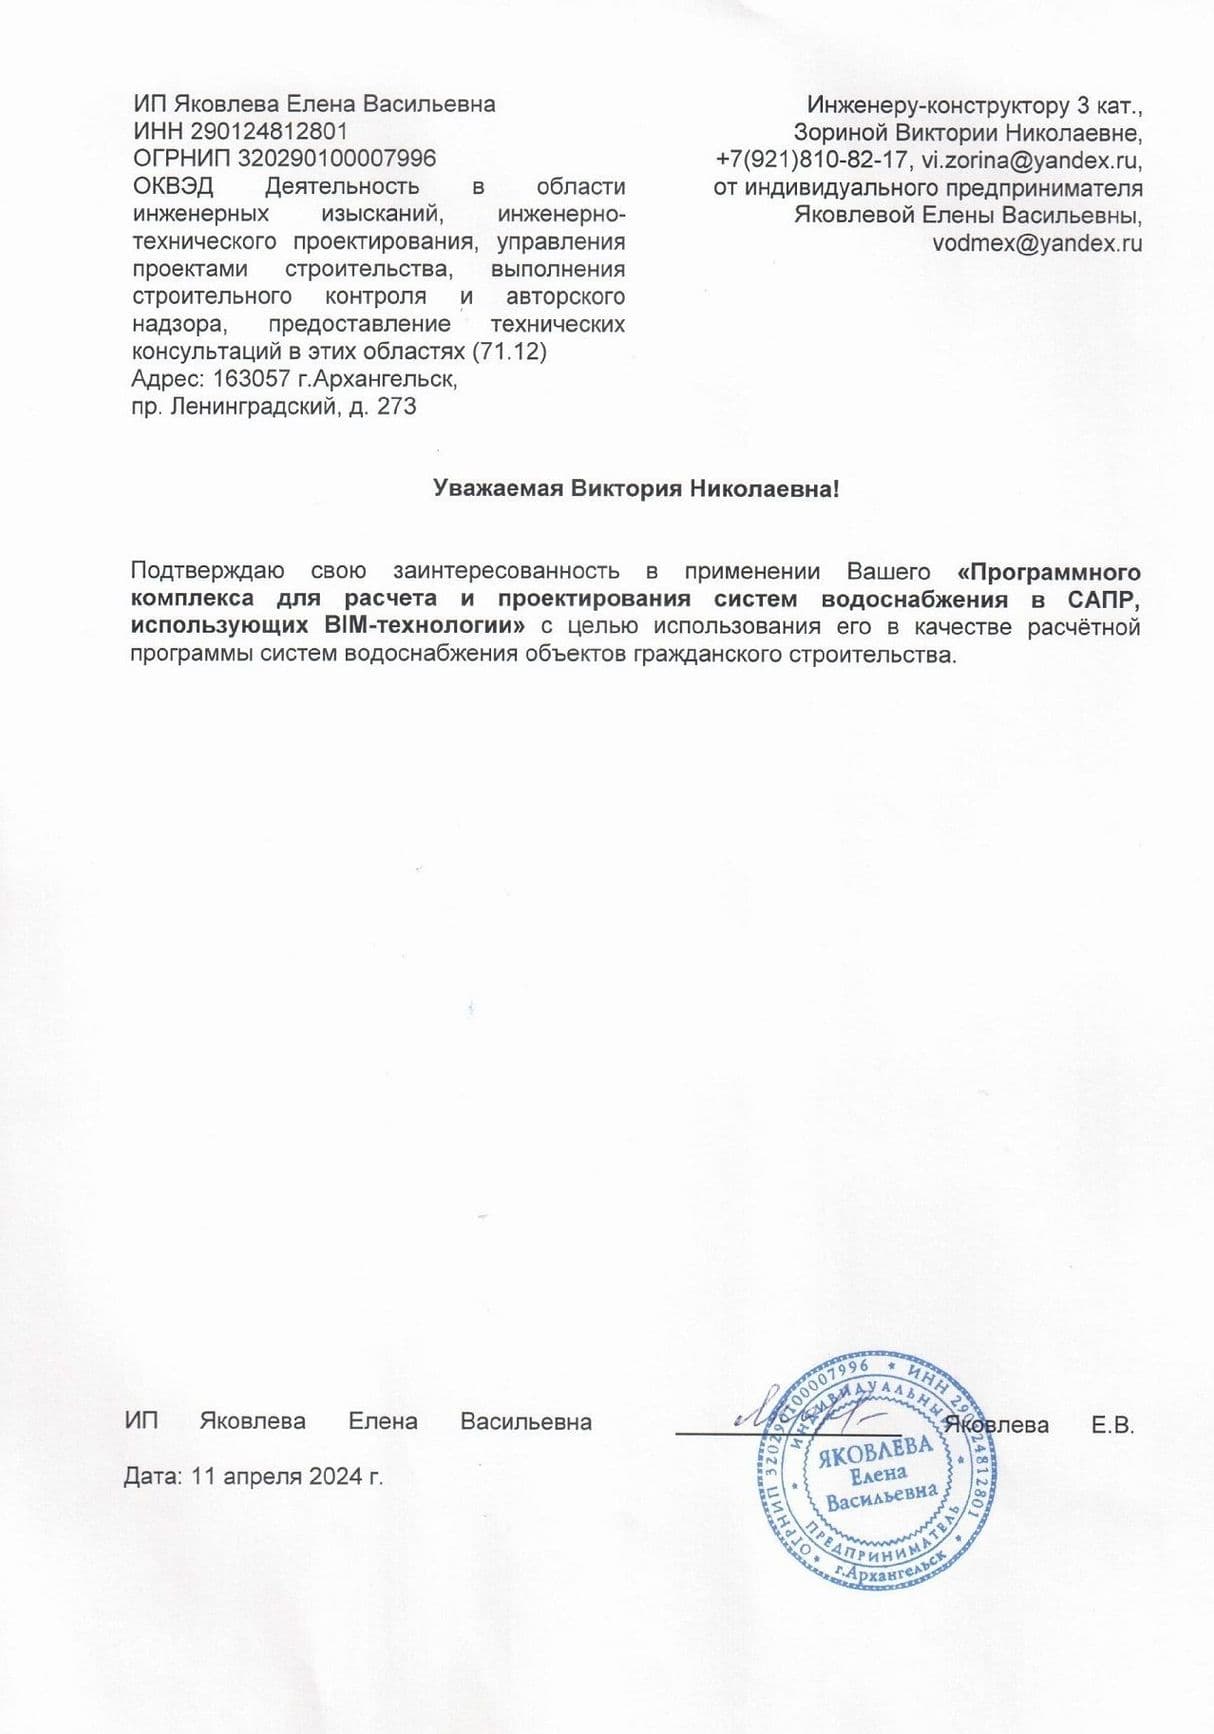 ИП Яковлева Елена Васильевна
ИНН 290124812801
ОГРНИП 320290100007996
ОКВЭД Деятельность в области
инженерных изысканий, инженерно-
технического проектирования, управления
проектами строительства, выполнения
строительного контроля и авторского
надзора, предоставление технических
консультаций в этих областях (71.12)
Адрес: 163057 г.Архангельск,
пр. Ленинградский, д. 273
Инженеру-конструктору 3 кат.,
Зориной Виктории Николаевне,
+7(921)810-82-17, vi.zorina@yandex.ru,
от индивидуального предпринимателя
Яковлевой Елены Васильевны,
vodmex@yandex.ru
Уважаемая Виктория Николаевна!
Подтверждаю свою заинтересованность в применении Вашего «Программного
комплекса для расчета и проектирования систем водоснабжения в САПР,
использующих BIM-технологии» с целью использования его в качестве расчётной
программы систем водоснабжения объектов гражданского строительства.
ИП Яковлева Елена Васильевна Яковлева Е.В.
Дата: 11 апреля 2024 г.
ОГРНИП 320290100007996 * ИНН 290124812801 *
г.Архангельск
ИНДИВИДУАЛЬНЫЙ
ПРЕДПРИНИМАТЕЛЬ
ЯКОВЛЕВА
Елена
Васильевна